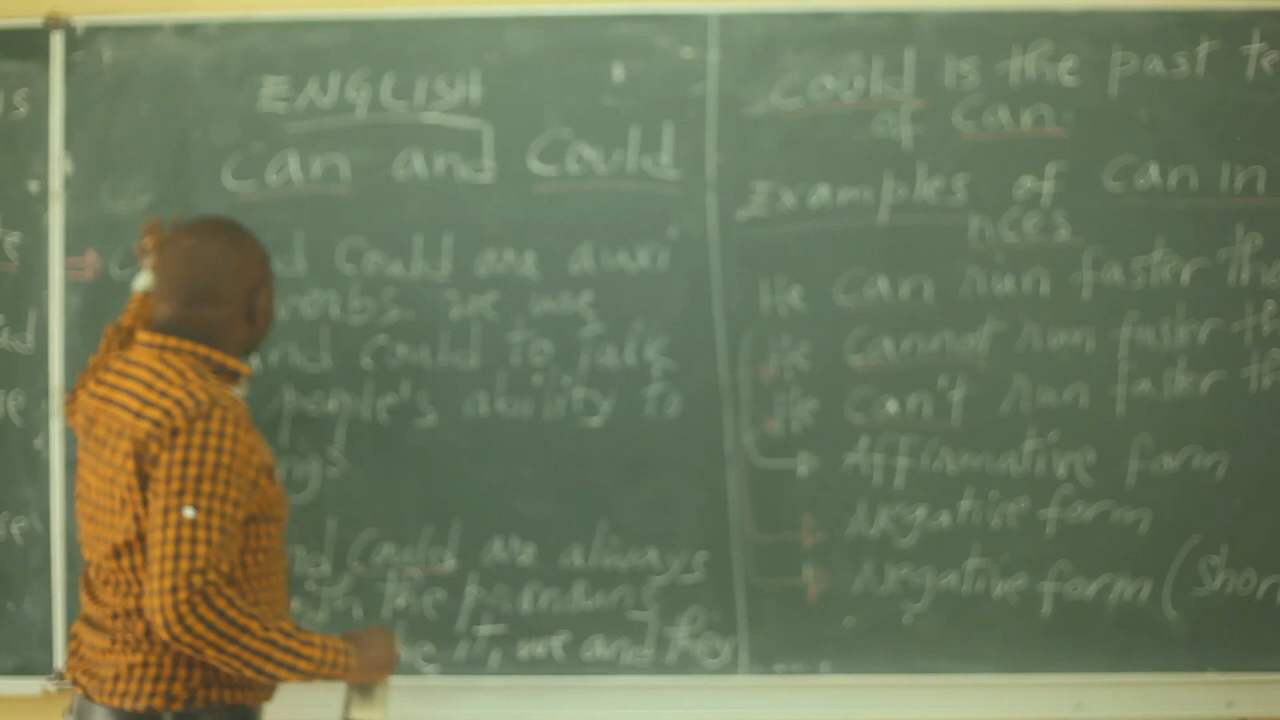 ENGLISH
can and Could
Could are auxi
verbs. we use
and could to talk
people's ability to
Could are always
with the pronouns
it, we and they
Could is the past te
of Can
Examples of Can in
nces
He can run faster tha
He Cannot run faster th
He can't run faster th
Affirmative form
Negative form
Negative form (Shor